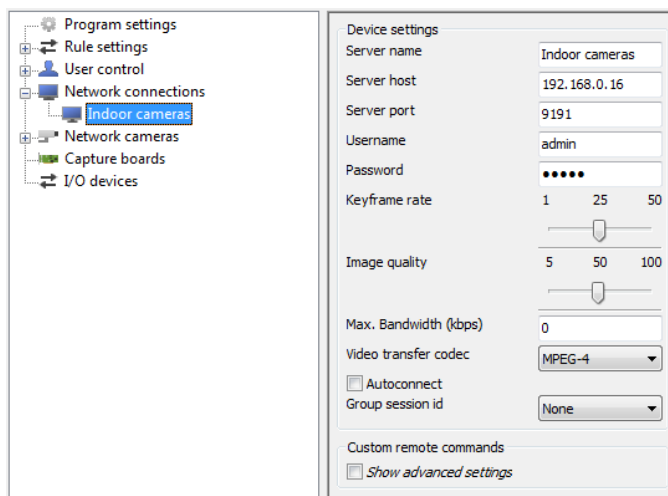 Program settings
Rule settings
User control
Network connections
Indoor cameras
Network cameras
Capture boards
I/O devices
Device settings
Server name Indoor cameras
Server host 192.168.0.16
Server port 9191
Username admin
Password •••••
Keyframe rate 1 25 50
Image quality 5 50 100
Max. Bandwidth (kbps) 0
Video transfer codec MPEG-4
Autoconnect
Group session id None
Custom remote commands
Show advanced settings